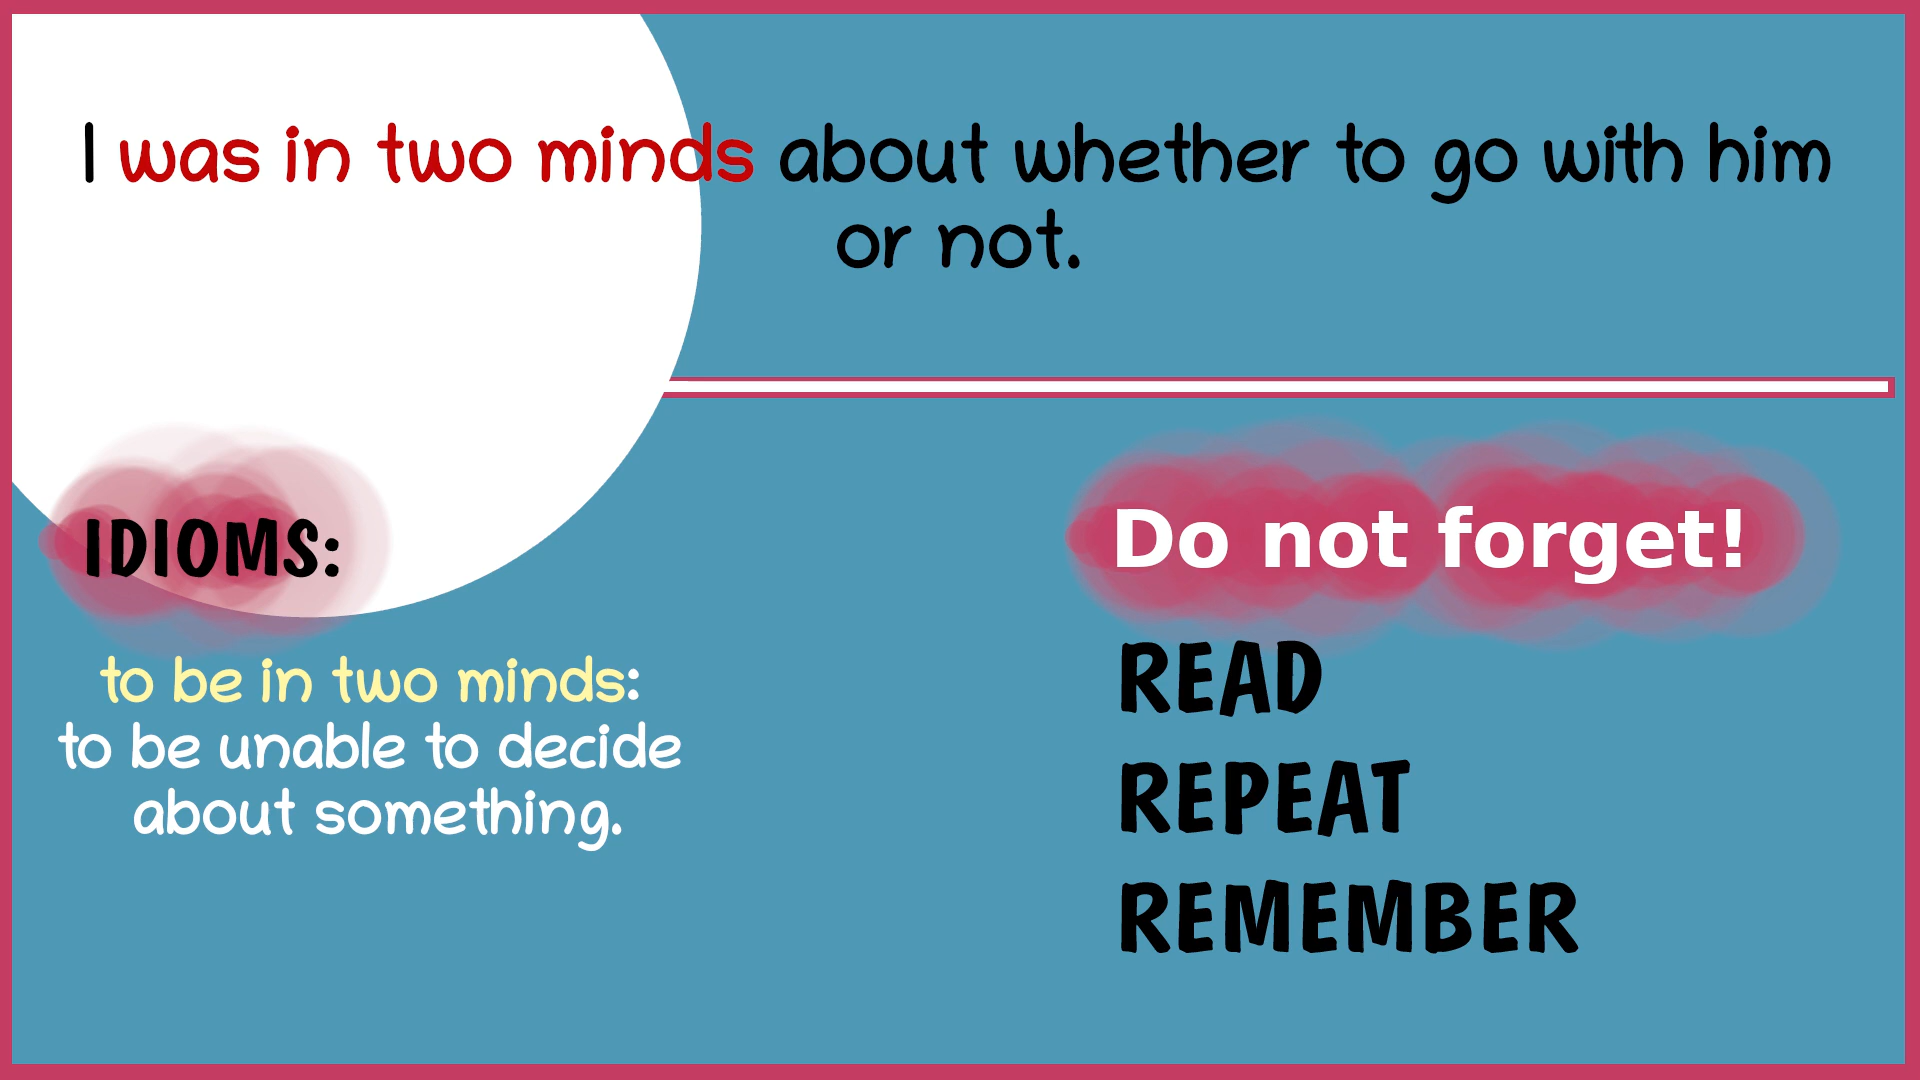 I was in two minds about whether to go with him
or not.
IDIOMS:
to be in two minds:
to be unable to decide
about something.
Do not forget!
READ
REPEAT
REMEMBER